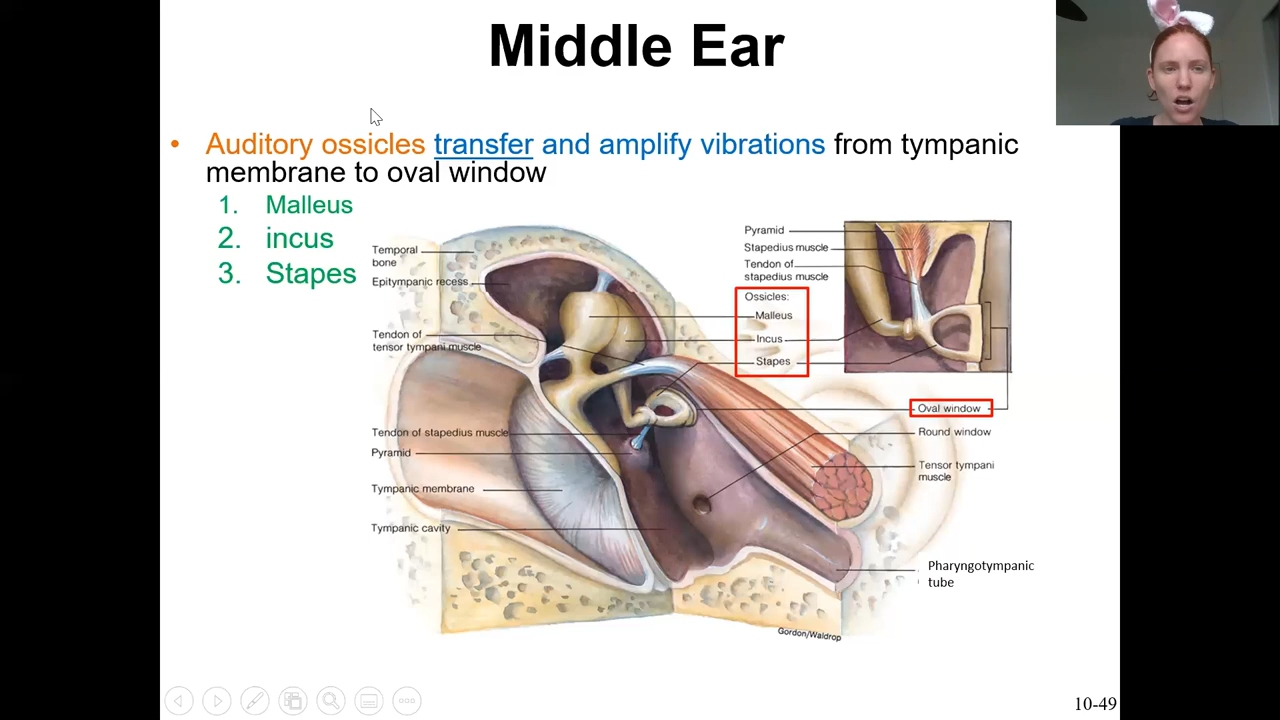 Middle Ear
• Auditory ossicles transfer and amplify vibrations from tympanic
membrane to oval window
1. Malleus
2. incus
3. Stapes
Temporal
bone
Epitympanic recess
Tendon of
tensor tympani muscle
Tendon of stapedius muscle
Pyramid
Tympanic membrane
Tympanic cavity
Pyramid
Stapedius muscle
Tendon of
stapedius muscle
Ossicles:
Malleus
Incus
Stapes
Oval window
Round window
Tensor tympani
muscle
Pharyngotympanic
tube
Gordon/Waldrop
10-49